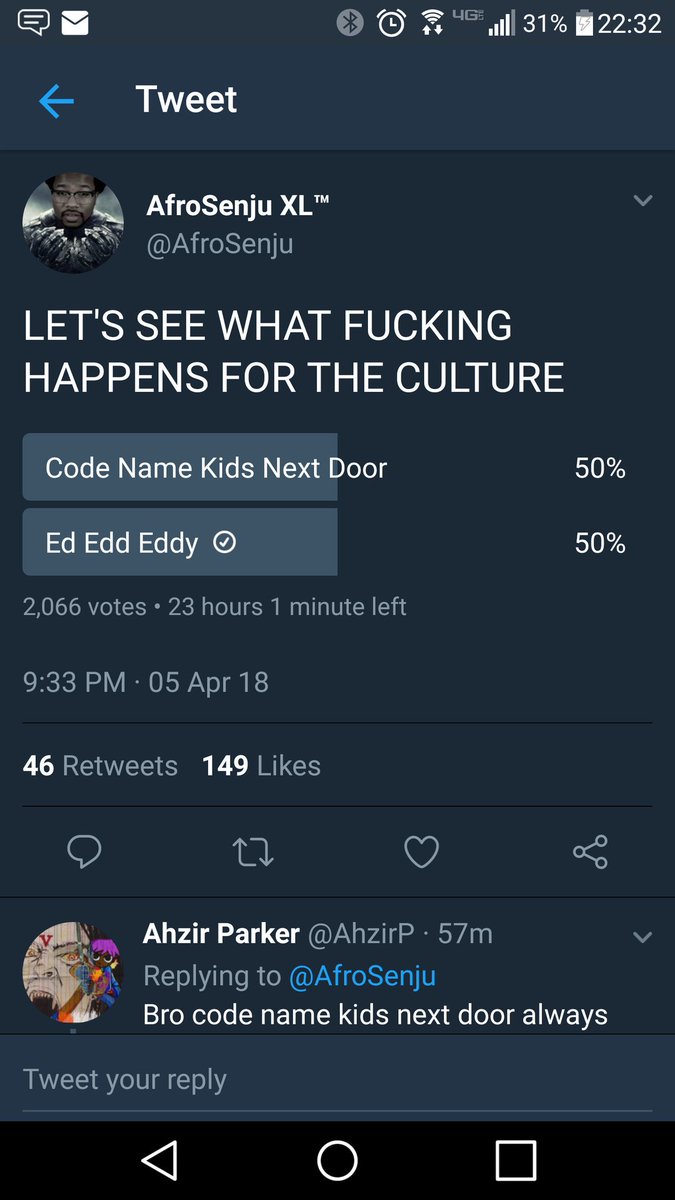 4G 31% 22:32
Tweet
AfroSenju XL™
@AfroSenju
LET'S SEE WHAT FUCKING
HAPPENS FOR THE CULTURE
Code Name Kids Next Door 50%
Ed Edd Eddy 50%
2,066 votes • 23 hours 1 minute left
9:33 PM · 05 Apr 18
46 Retweets 149 Likes
Ahzir Parker @AhzirP · 57m
Replying to @AfroSenju
Bro code name kids next door always
Tweet your reply